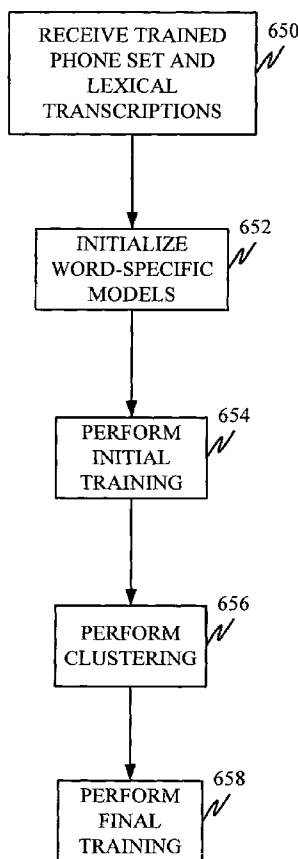 RECEIVE TRAINED
PHONE SET AND
LEXICAL
TRANSCRIPTIONS
650
INITIALIZE
WORD-SPECIFIC
MODELS
652
PERFORM
INITIAL
TRAINING
654
PERFORM
CLUSTERING
656
PERFORM
FINAL
TRAINING
658